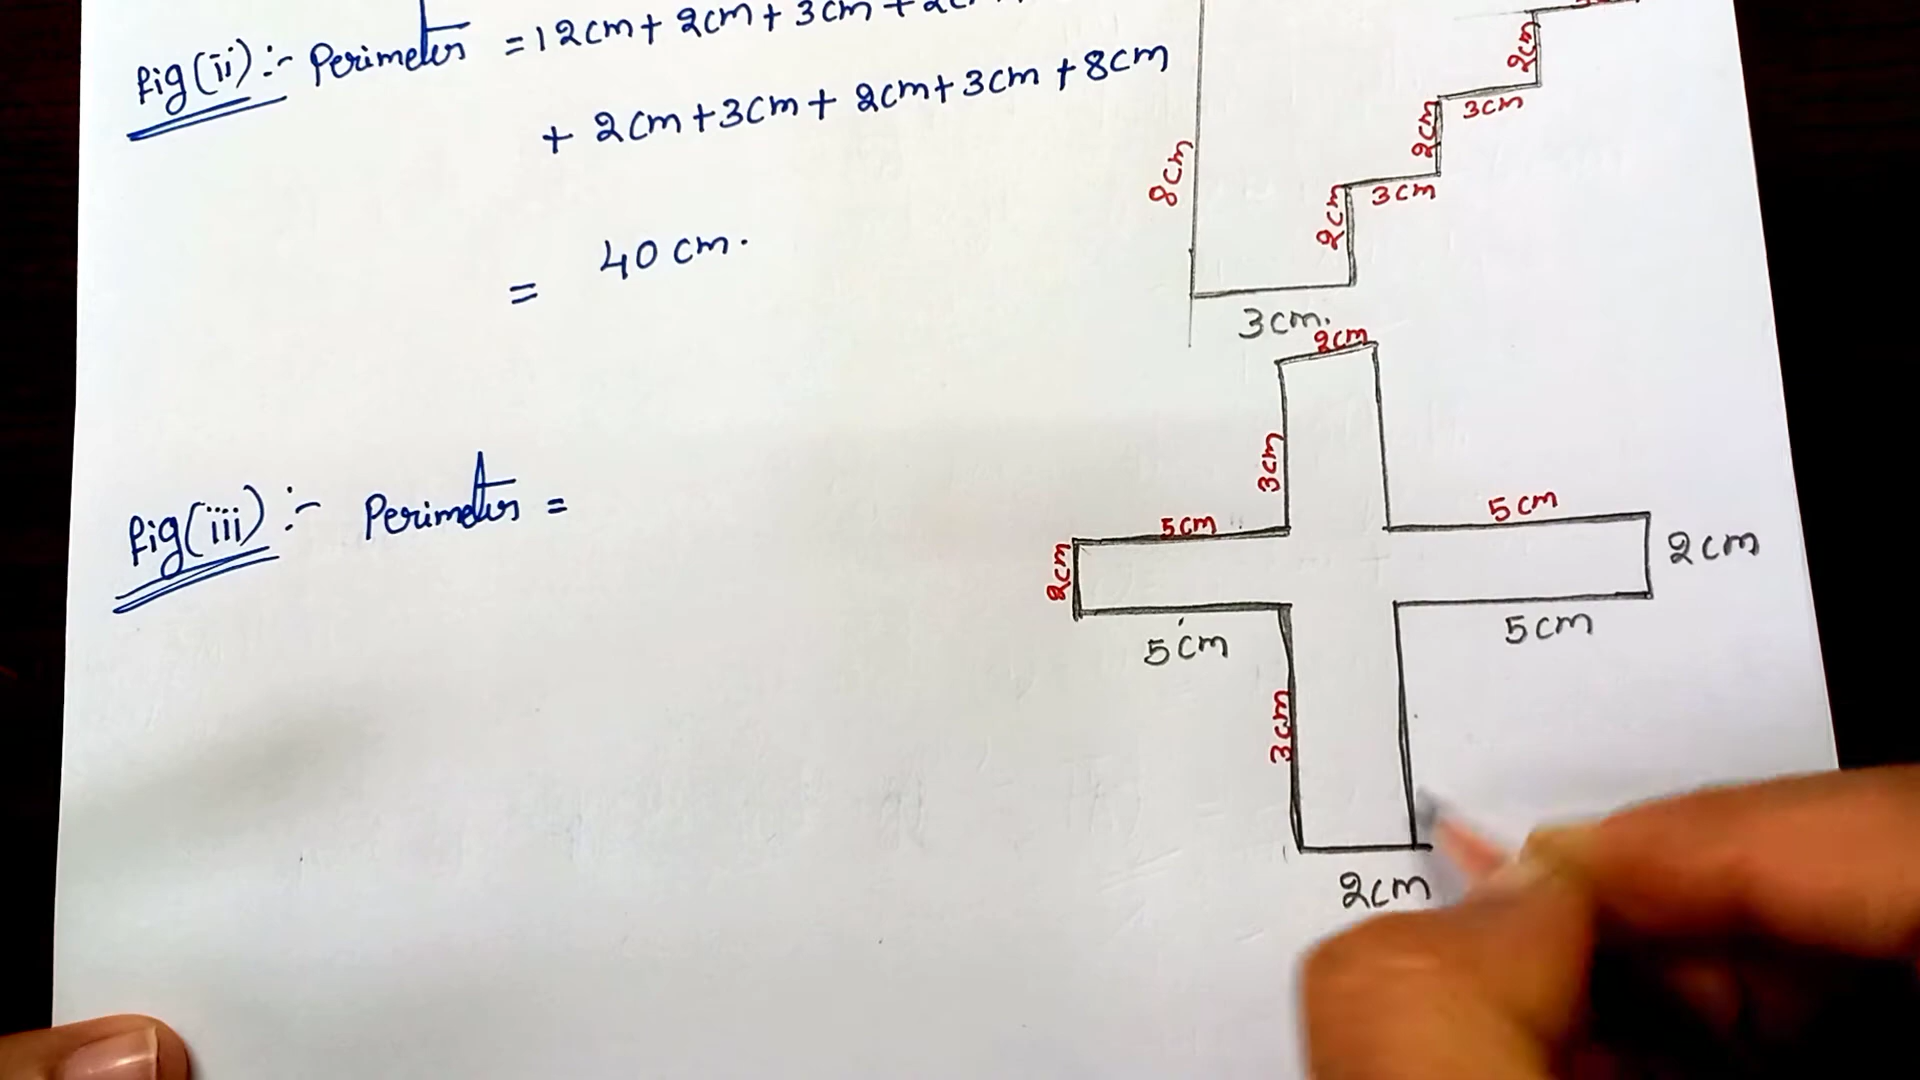 fig(ii):- Perimeter = 12cm + 2cm + 3cm +
+ 2cm + 3cm + 2cm + 3cm + 8cm
= 40 cm.
2cm
3cm
2cm
3cm
2cm
8cm
3cm.
2cm
3cm
5cm
5cm
2cm
2cm
5cm
5cm
3cm
2cm
fig(iii):- Perimeter =